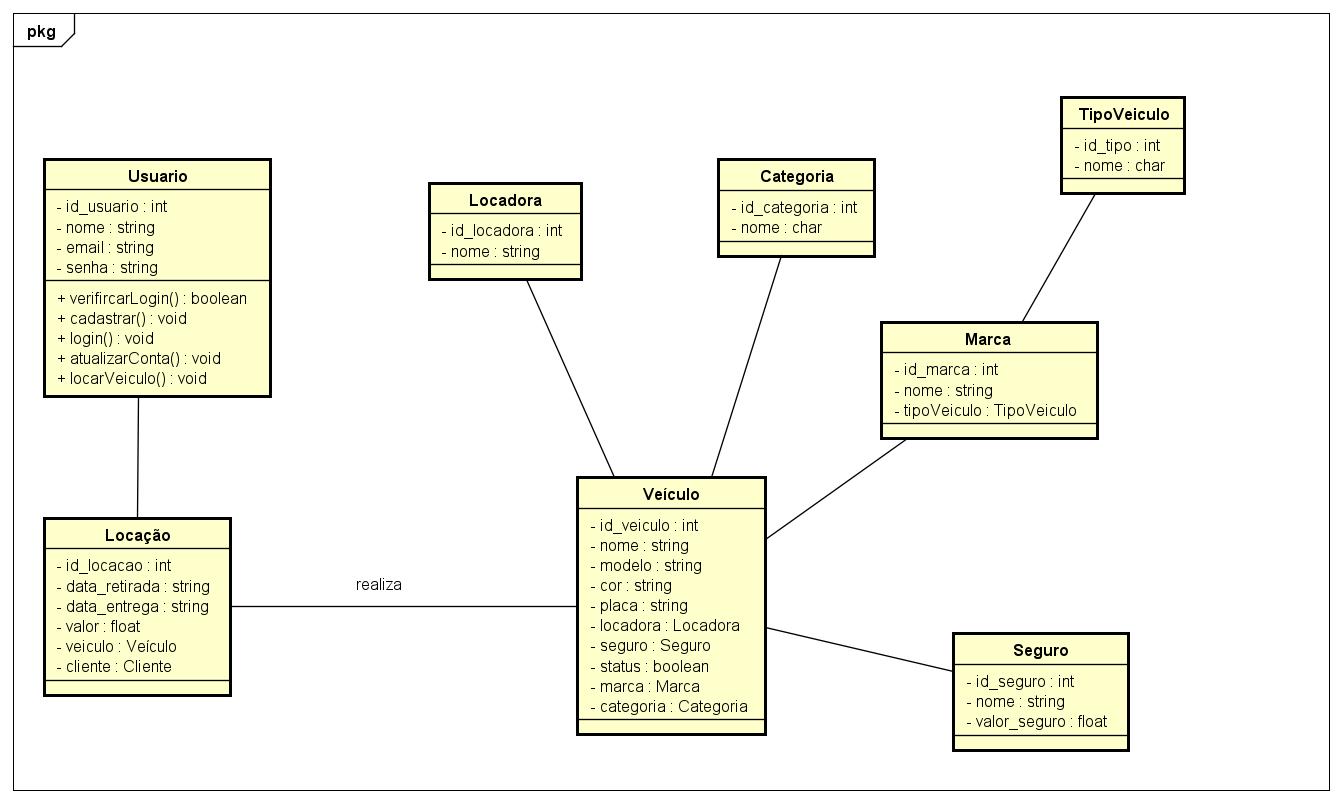 pkg
TipoVeiculo
- id_tipo : int
- nome : char
Usuario
- id_usuario : int
- nome : string
- email : string
- senha : string
+ verifircarLogin() : boolean
+ cadastrar() : void
+ login() : void
+ atualizarConta() : void
+ locarVeiculo() : void
Locadora
- id_locadora : int
- nome : string
Categoria
- id_categoria : int
- nome : char
Marca
- id_marca : int
- nome : string
- tipoVeiculo : TipoVeiculo
Locação
- id_locacao : int
- data_retirada : string
- data_entrega : string
- valor : float
- veiculo : Veículo
- cliente : Cliente
realiza
Veículo
- id_veiculo : int
- nome : string
- modelo : string
- cor : string
- placa : string
- locadora : Locadora
- seguro : Seguro
- status : boolean
- marca : Marca
- categoria : Categoria
Seguro
- id_seguro : int
- nome : string
- valor_seguro : float